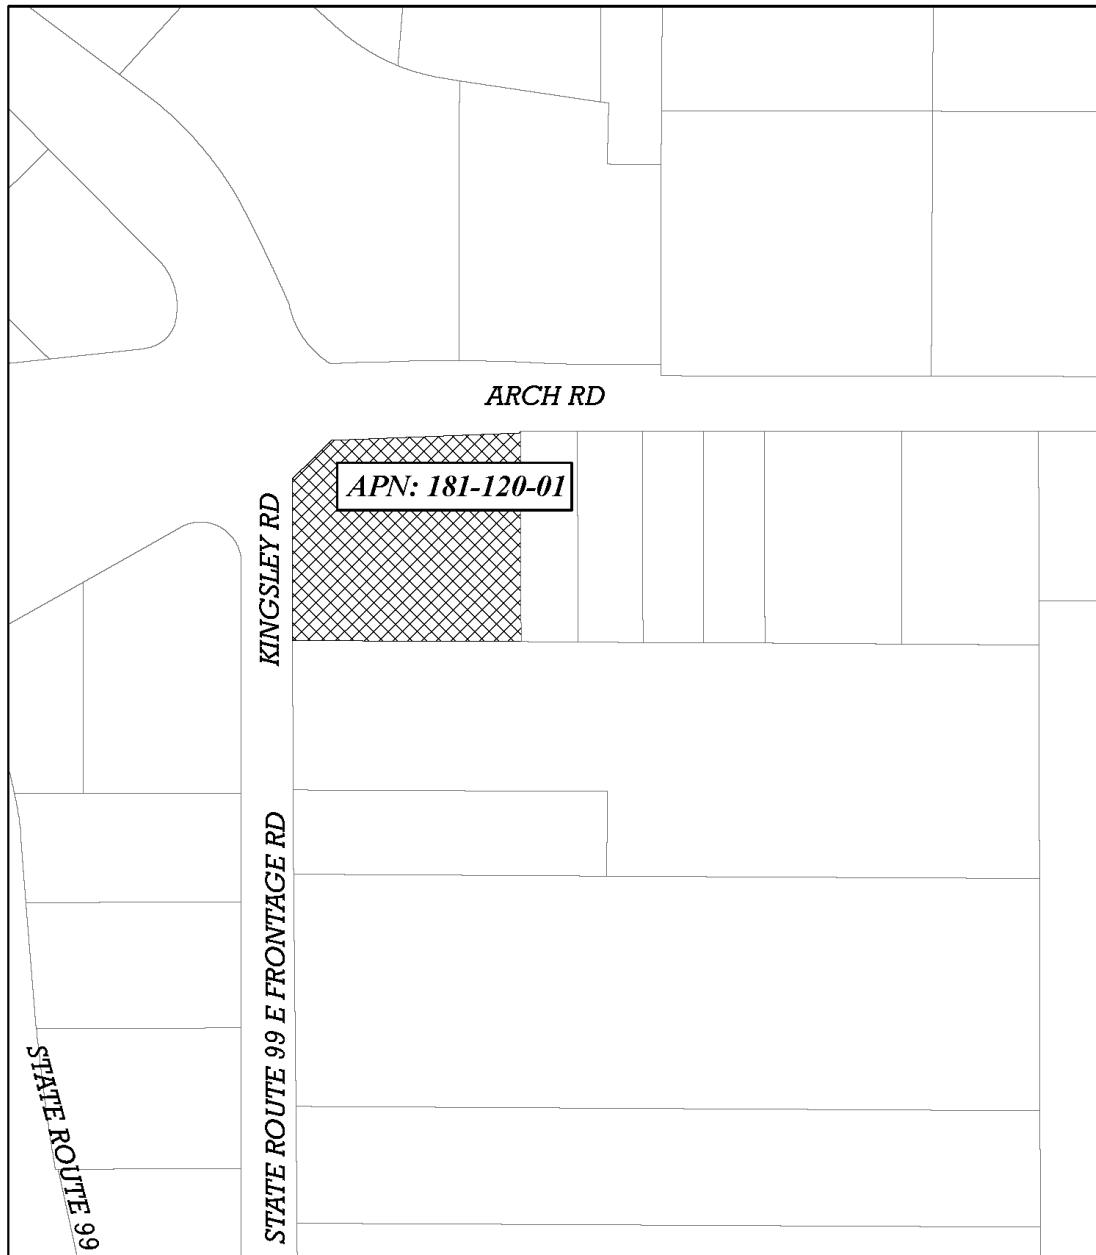 ARCH RD
APN: 181-120-01
KINGSLEY RD
STATE ROUTE 99 E FRONTAGE RD
STATE ROUTE 99